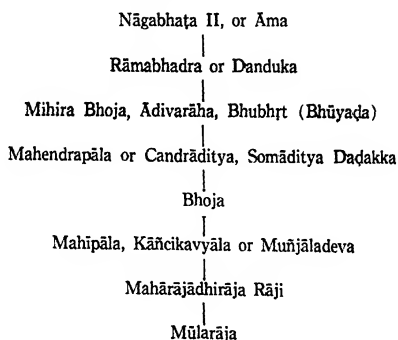 Nāgabhaṭa II, or Āma
Rāmabhadra or Danduka
Mihira Bhoja, Ādivarāha, Bhubhṛt (Bhūyaḍa)
Mahendrapāla or Candrāditya, Somāditya Daḍakka
Bhoja
Mahīpāla, Kāñcikavyāla or Muñjāladeva
Mahārājādhirāja Rāji
Mūlarāja